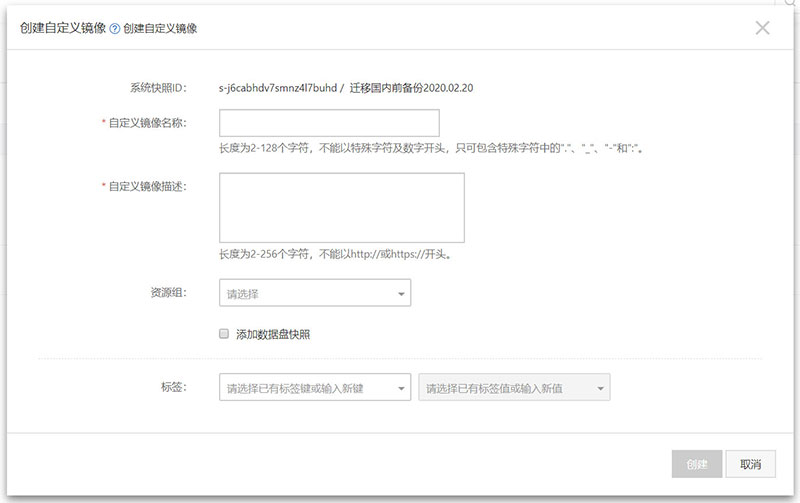 创建自定义镜像 ? 创建自定义镜像
系统快照ID： s-j6cabhdv7smnz4l7buhd / 迁移国内前备份2020.02.20
* 自定义镜像名称：
长度为2-128个字符，不能以特殊字符及数字开头，只可包含特殊字符中的"."、"_"、"-"和":"。
* 自定义镜像描述：
长度为2-256个字符，不能以http://或https://开头。
资源组： 请选择
添加数据盘快照
标签： 请选择已有标签键或输入新键 请选择已有标签值或输入新值
创建 取消